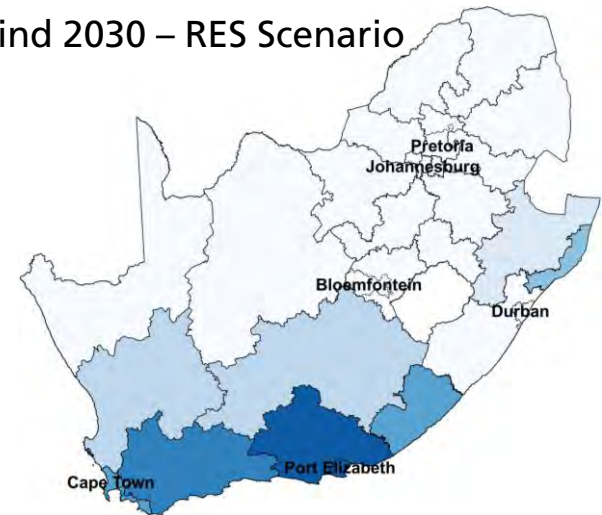 ind 2030 – RES Scenario
Pretoria
Johannesburg
Bloemfontein
Durban
Port Elizabeth
Cape Town